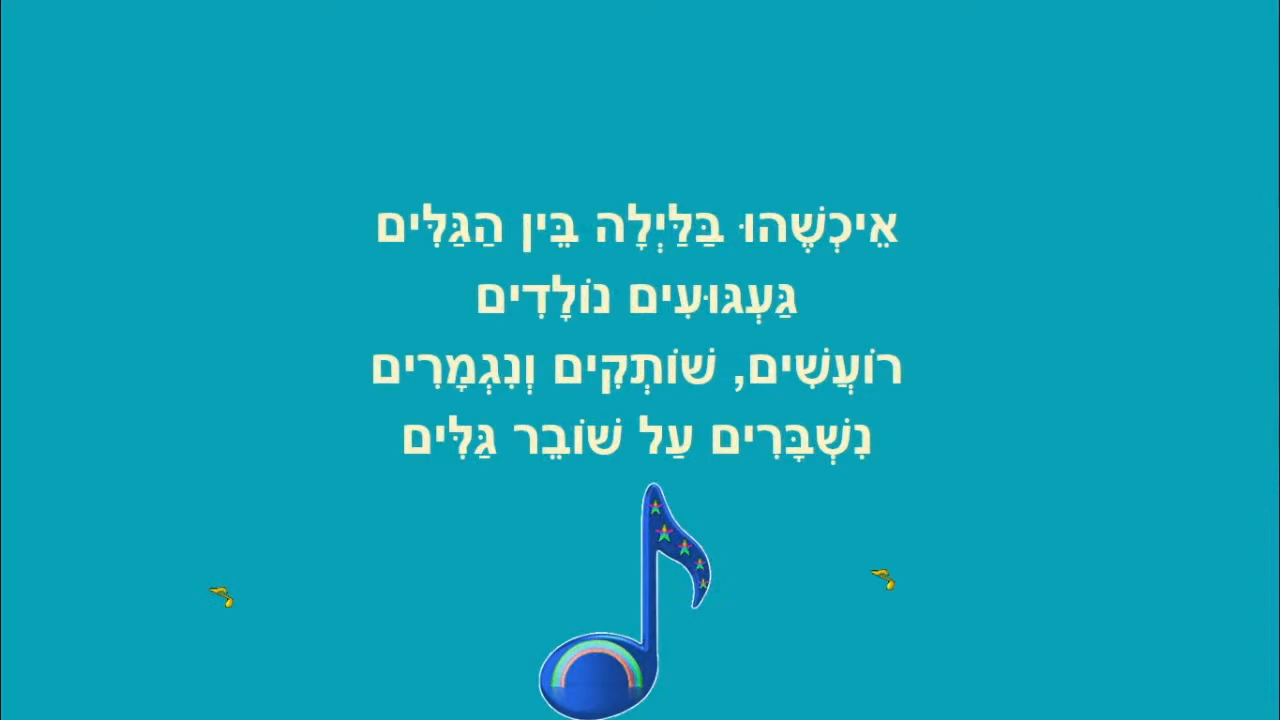 אֵיכְשֶׁהוּ בַּלַּיְלָה בֵּין הַגַּלִּים
גַּעְגּוּעִים נוֹלָדִים
רוֹעֲשִׁים, שׁוֹתְקִים וְנִגְמָרִים
נִשְׁבָּרִים עַל שׁוֹבֵר גַּלִּים